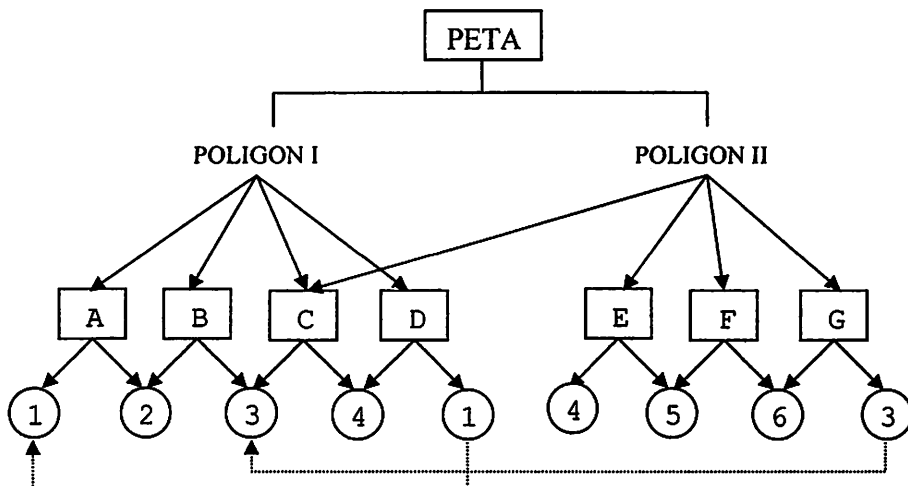 PETA
POLIGON I POLIGON II
A B C D E F G
1 2 3 4 1 4 5 6 3